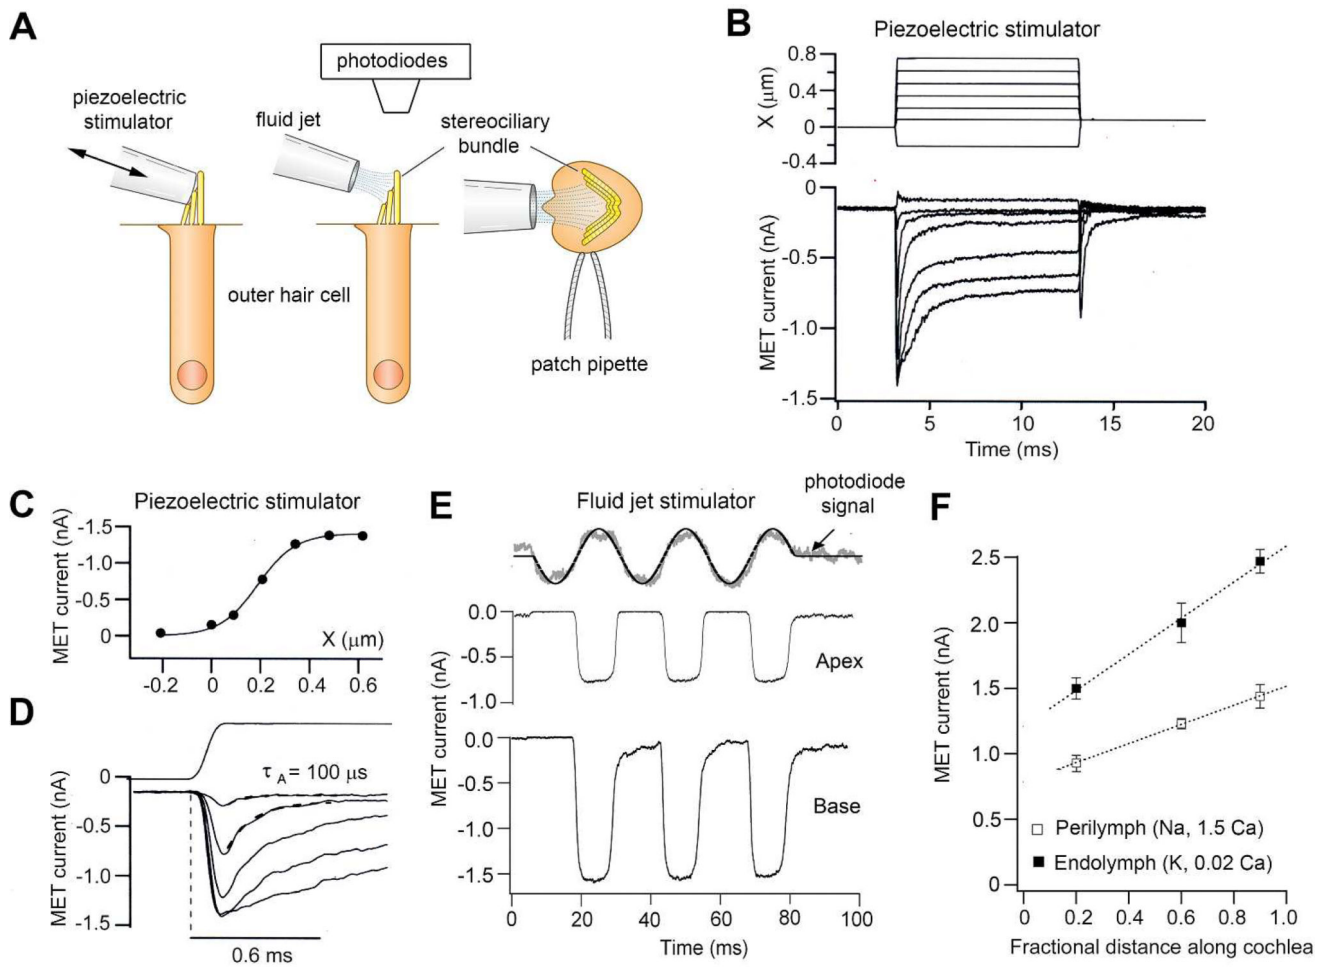 A
photodiodes
piezoelectric
stimulator
fluid jet
stereociliary
bundle
outer hair cell
patch pipette
B
Piezoelectric stimulator
X (μm)
0.8
0.4
0
-0.4
MET current (nA)
0
-0.5
-1.0
-1.5
0 5 10 15 20
Time (ms)
C
Piezoelectric stimulator
MET current (nA)
-1.5
-1.0
-0.5
0
X (μm)
-0.2 0 0.2 0.4 0.6
D
MET current (nA)
0
-0.5
-1.0
-1.5
τA = 100 μs
0.6 ms
E
Fluid jet stimulator
photodiode
signal
MET current (nA)
0.0
-0.5
-1.0
Apex
MET current (nA)
0.0
-0.5
-1.0
-1.5
Base
0 20 40 60 80 100
Time (ms)
F
MET current (nA)
2.5
2.0
1.5
1.0
0.5
0
Perilymph (Na, 1.5 Ca)
Endolymph (K, 0.02 Ca)
0 0.2 0.4 0.6 0.8 1.0
Fractional distance along cochlea